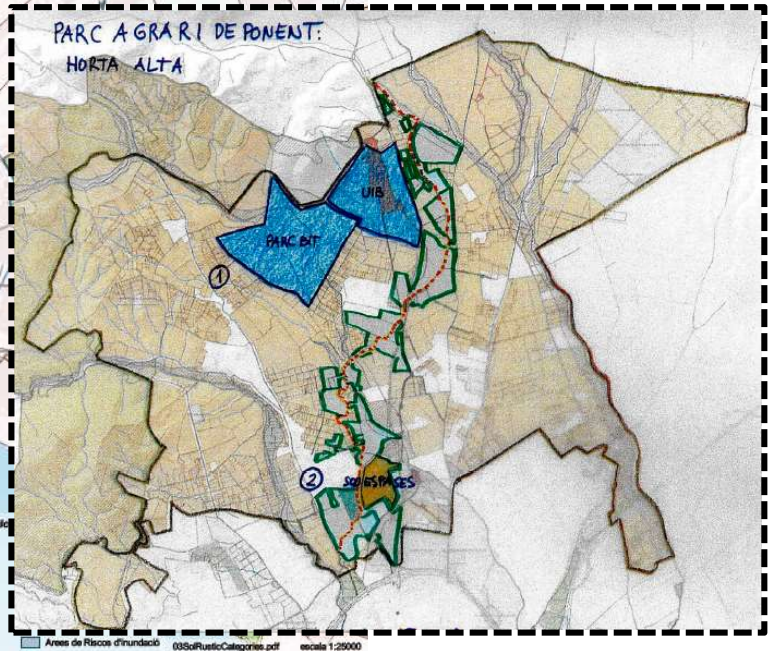 PARC AGRARI DE PONENT:
HORTA ALTA
UIB
PARC BIT
1
2
SON ESPASES
Arees de Riscos d'Inundació 03SolRusticCategories.pdf escala 1:25000